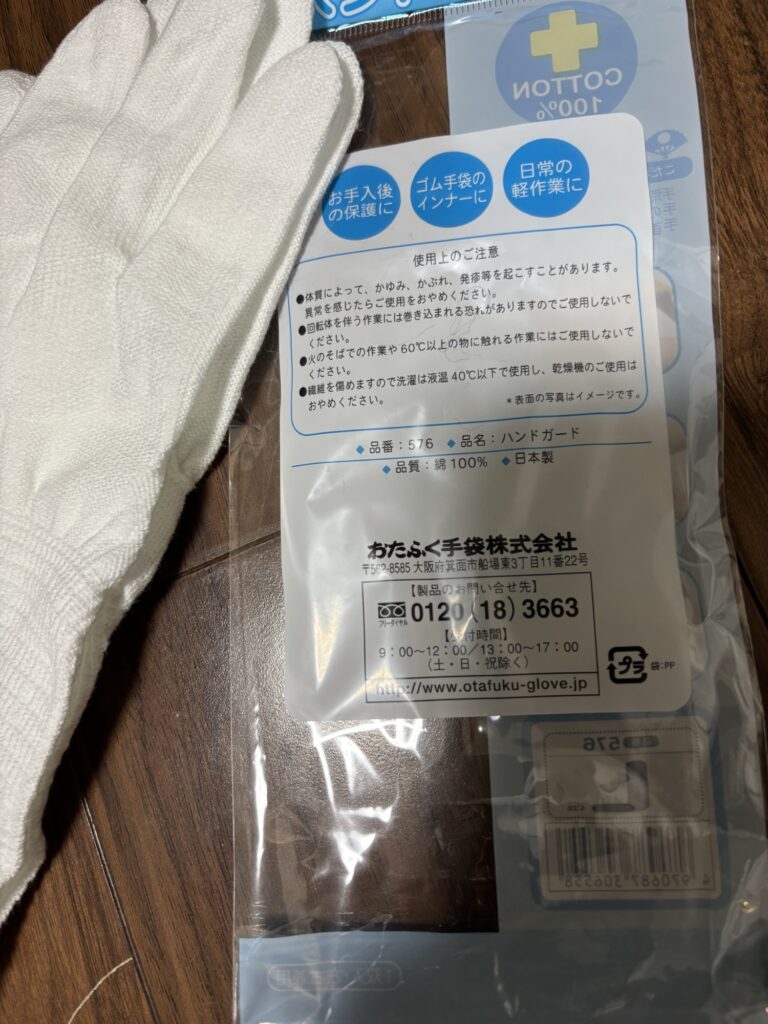 COTTON
100%
お手入後
の保護に
ゴム手袋の
インナーに
日常の
軽作業に
使用上のご注意
●体質によって、かゆみ、かぶれ、発疹等を起こすことがあります。
異常を感じたらご使用をおやめください。
●回転体を伴う作業には巻き込まれる恐れがありますのでご使用しないで
ください。
●火のそばでの作業や60℃以上の物に触れる作業にはご使用しないで
ください。
●繊維を傷めますので洗濯は液温40℃以下で使用し、乾燥機のご使用は
おやめください。
＊表面の写真はイメージです。
◆品番：576 ◆品名：ハンドガード
◆品質：綿100% ◆日本製
おたふく手袋株式会社
〒562-8585 大阪府箕面市船場東3丁目11番22号
【製品のお問い合せ先】
フリーダイヤル 0120(18)3663
【受付時間】
9：00〜12：00／13：00〜17：00
（土・日・祝除く）
http://www.otafuku-glove.jp
プラ 袋:PP
576
4 970687 306558